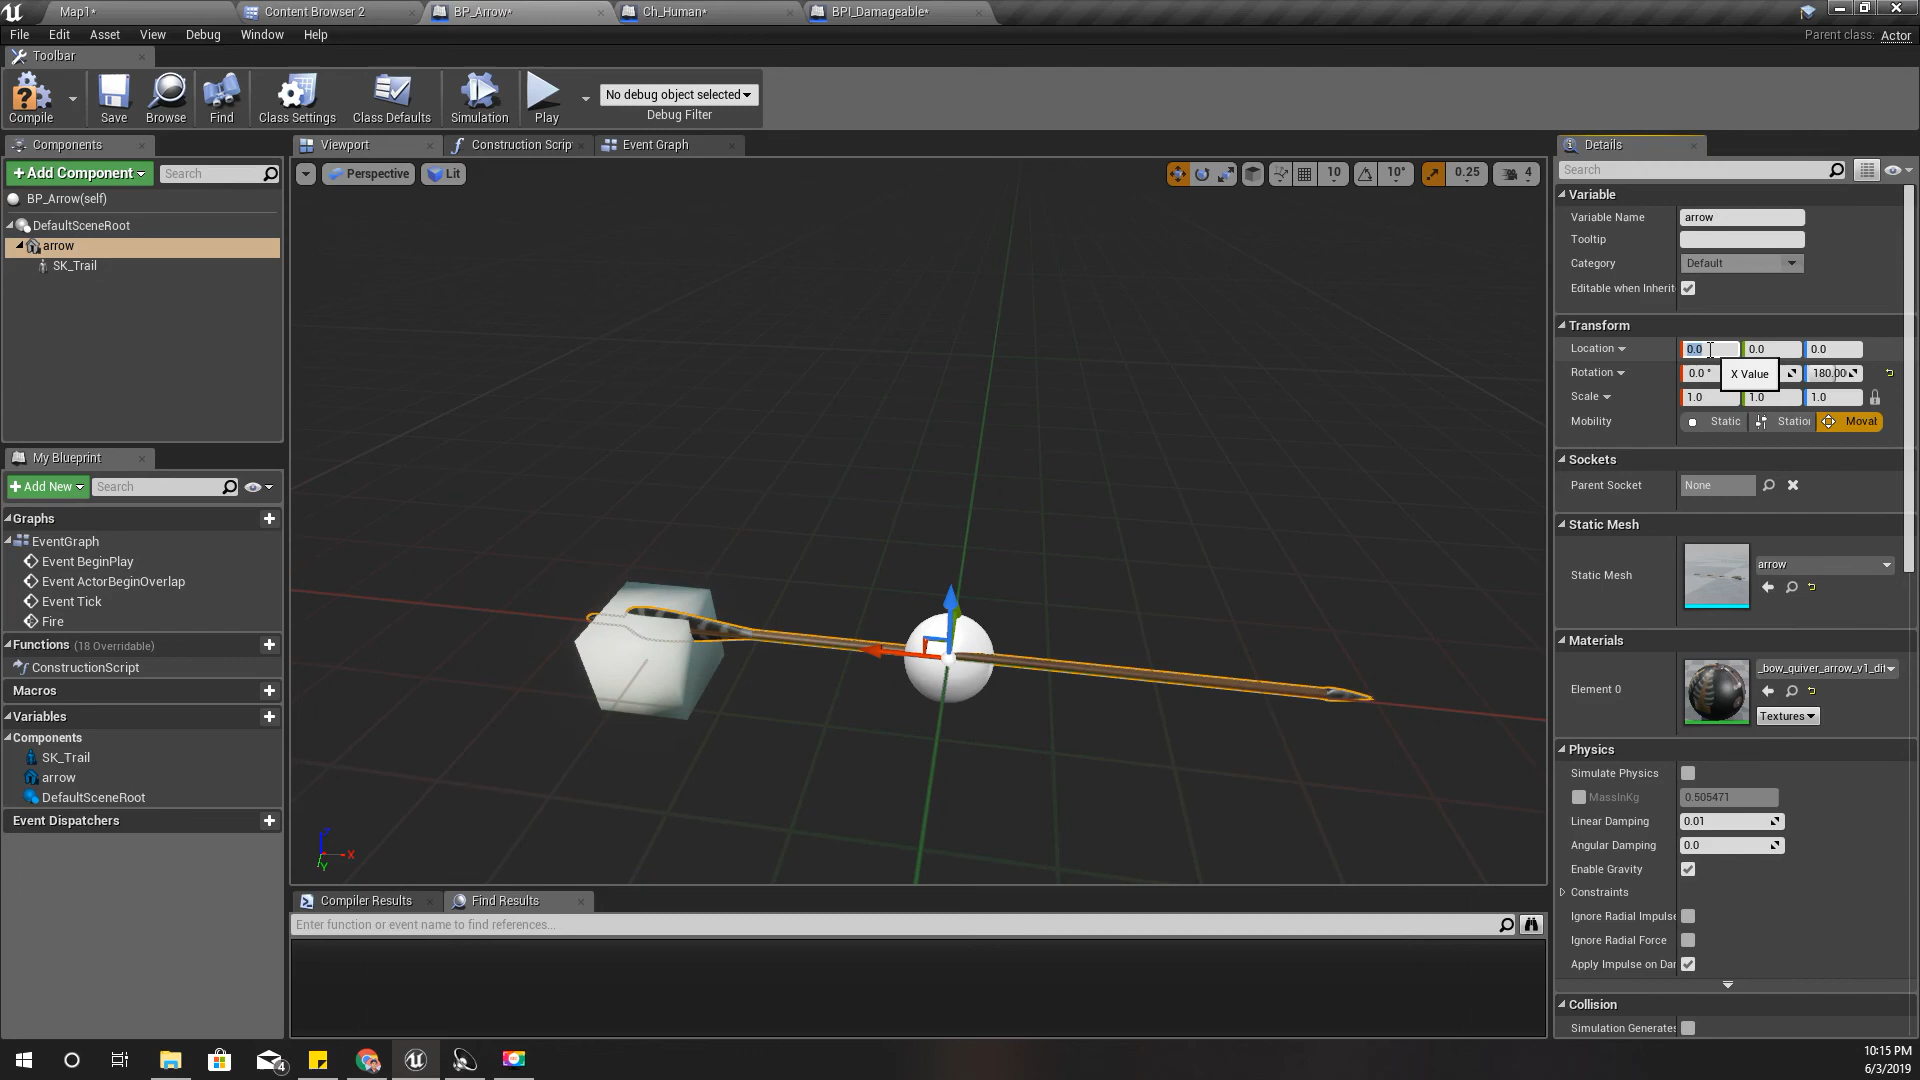 Map1*
Content Browser 2
BP_Arrow*
Ch_Human*
BPI_Damageable*
File Edit Asset View Debug Window Help
Parent class: Actor
Toolbar
Compile
Save
Browse
Find
Class Settings
Class Defaults
Simulation
Play
No debug object selected
Debug Filter
Components
+Add Component
Search
BP_Arrow(self)
DefaultSceneRoot
arrow
SK_Trail
My Blueprint
+Add New
Search
Graphs
EventGraph
Event BeginPlay
Event ActorBeginOverlap
Event Tick
Fire
Functions (18 Overridable)
ConstructionScript
Macros
Variables
Components
SK_Trail
arrow
DefaultSceneRoot
Event Dispatchers
Viewport
Construction Scrip
Event Graph
Perspective
Lit
10
10°
0.25
4
Z
X
Y
Compiler Results
Find Results
Enter function or event name to find references...
Details
Search
Variable
Variable Name arrow
Tooltip
Category Default
Editable when Inherit
Transform
Location 0.0 0.0 0.0
Rotation 0.0 ° 180.00
X Value
Scale 1.0 1.0 1.0
Mobility Static Station Movat
Sockets
Parent Socket None
Static Mesh
Static Mesh arrow
Materials
Element 0 _bow_quiver_arrow_v1_dif
Textures
Physics
Simulate Physics
MassInKg 0.505471
Linear Damping 0.01
Angular Damping 0.0
Enable Gravity
Constraints
Ignore Radial Impulse
Ignore Radial Force
Apply Impulse on Dar
Collision
Simulation Generates
4
10:15 PM
6/3/2019